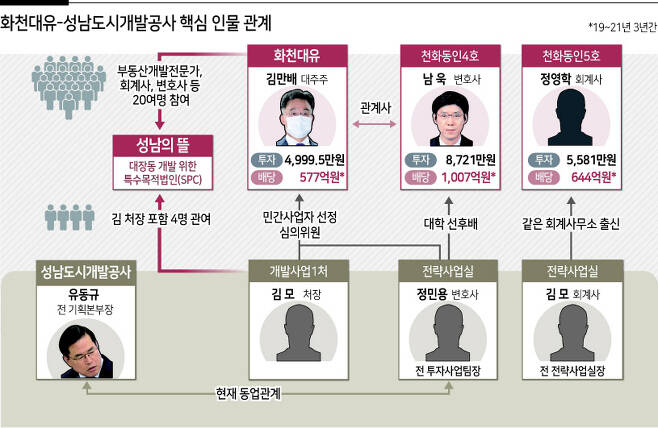 화천대유-성남도시개발공사 핵심 인물 관계
*19~21년 3년간
부동산개발전문가,
회계사, 변호사 등
20여명 참여
성남의 뜰
대장동 개발 위한
특수목적법인(SPC)
김 처장 포함 4명 관여
화천대유
김만배 대주주
투자 4,999.5만원
배당 577억원*
관계사
천화동인4호
남 욱 변호사
투자 8,721만원
배당 1,007억원*
천화동인5호
정영학 회계사
투자 5,581만원
배당 644억원*
민간사업자 선정
심의위원
대학 선후배
같은 회계사무소 출신
성남도시개발공사
유동규
전 기획본부장
개발사업1처
김 모 처장
전략사업실
정민용 변호사
전 투자사업팀장
전략사업실
김 모 회계사
전 전략사업실장
현재 동업관계